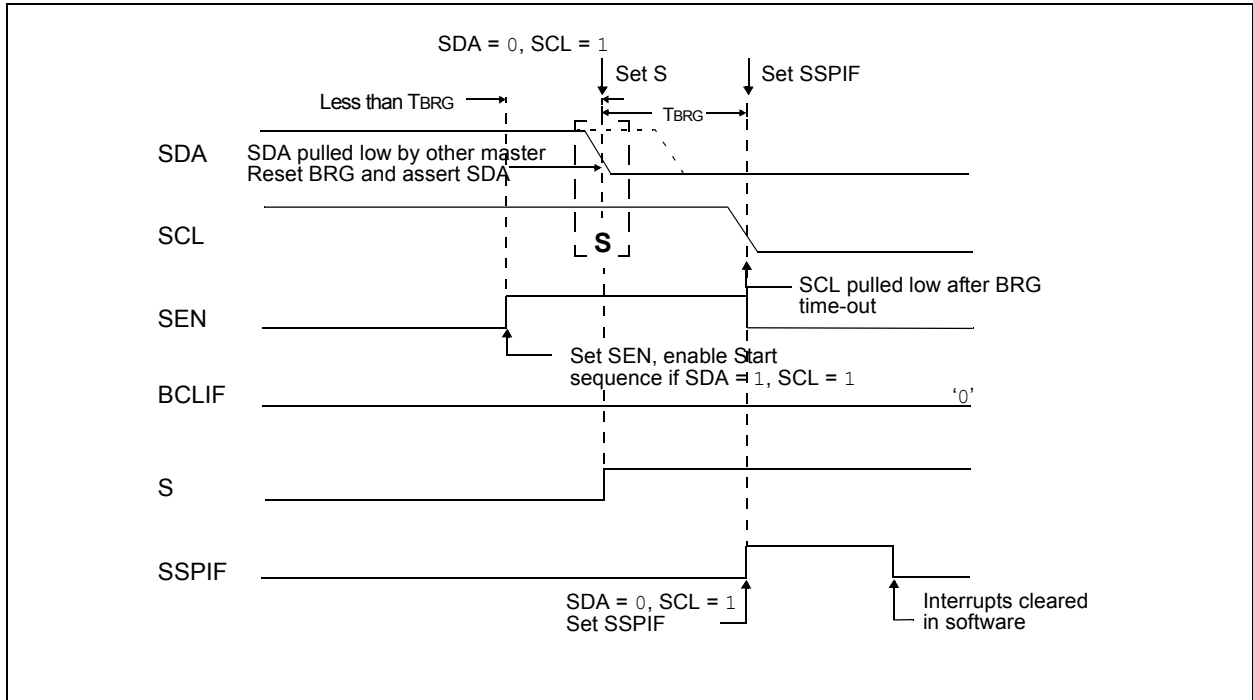 SDA = 0, SCL = 1
Set S
Set SSPIF
Less than TBRG
TBRG
SDA
SDA pulled low by other master
Reset BRG and assert SDA
SCL
S
SCL pulled low after BRG
time-out
SEN
Set SEN, enable Start
sequence if SDA = 1, SCL = 1
BCLIF
‘0’
S
SSPIF
SDA = 0, SCL = 1
Set SSPIF
Interrupts cleared
in software